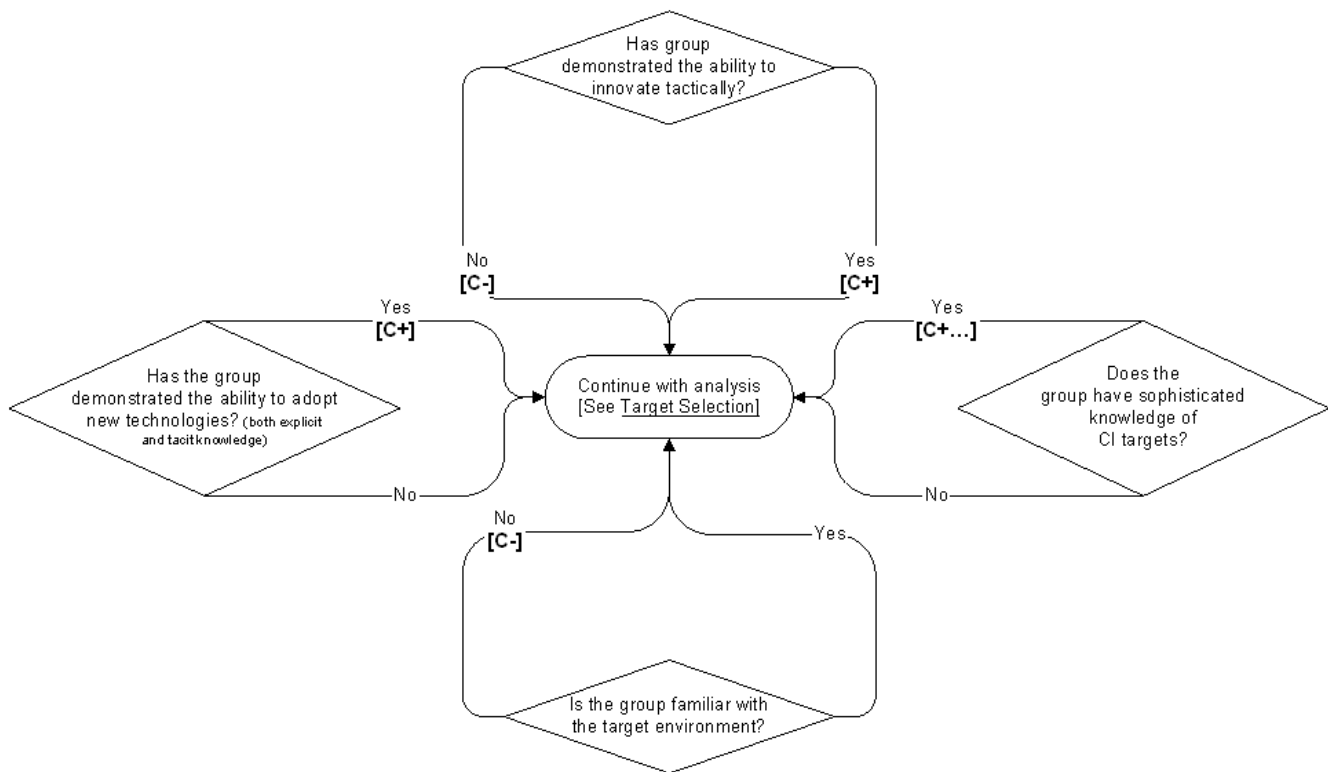 Has group
demonstrated the ability to
innovate tactically?
No
[C-]
Yes
[C+]
Yes
[C+]
Yes
[C+...]
Has the group
demonstrated the ability to adopt
new technologies? (both explicit
and tacit knowledge)
Continue with analysis
[See Target Selection]
Does the
group have sophisticated
knowledge of
CI targets?
No
No
No
[C-]
Yes
Is the group familiar with
the target environment?